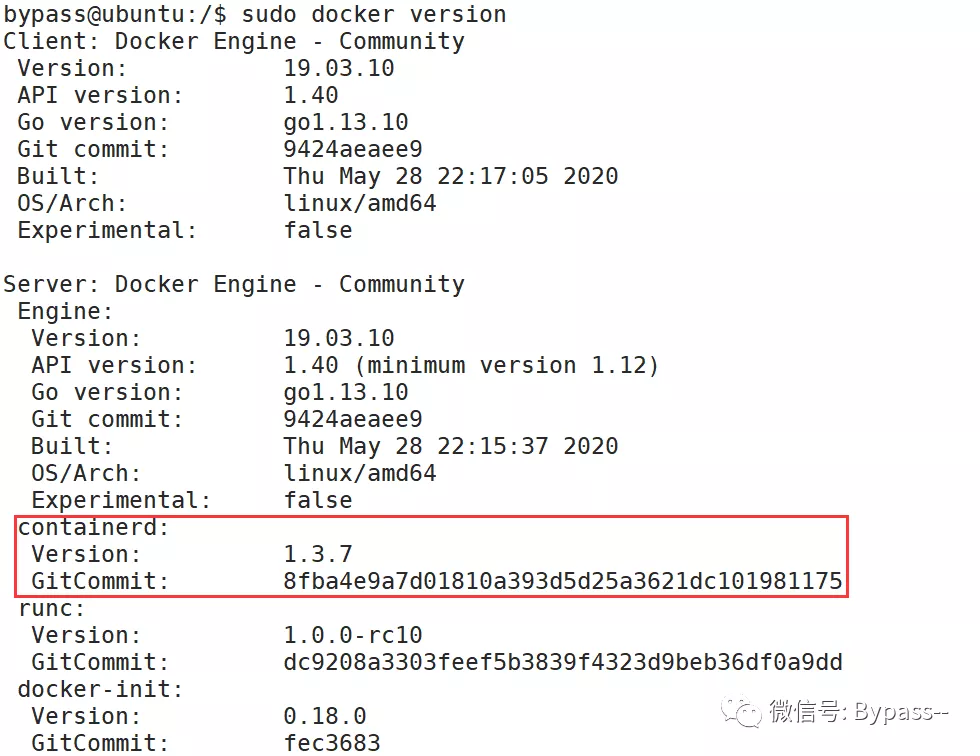 bypass@ubuntu:/$ sudo docker version
Client: Docker Engine - Community
 Version:           19.03.10
 API version:       1.40
 Go version:        go1.13.10
 Git commit:        9424aeaee9
 Built:             Thu May 28 22:17:05 2020
 OS/Arch:           linux/amd64
 Experimental:      false

Server: Docker Engine - Community
 Engine:
  Version:          19.03.10
  API version:      1.40 (minimum version 1.12)
  Go version:       go1.13.10
  Git commit:       9424aeaee9
  Built:            Thu May 28 22:15:37 2020
  OS/Arch:          linux/amd64
  Experimental:     false
 containerd:
  Version:          1.3.7
  GitCommit:        8fba4e9a7d01810a393d5d25a3621dc101981175
 runc:
  Version:          1.0.0-rc10
  GitCommit:        dc9208a3303feef5b3839f4323d9beb36df0a9dd
 docker-init:
  Version:          0.18.0
  GitCommit:        fec3683
微信号: Bypass--